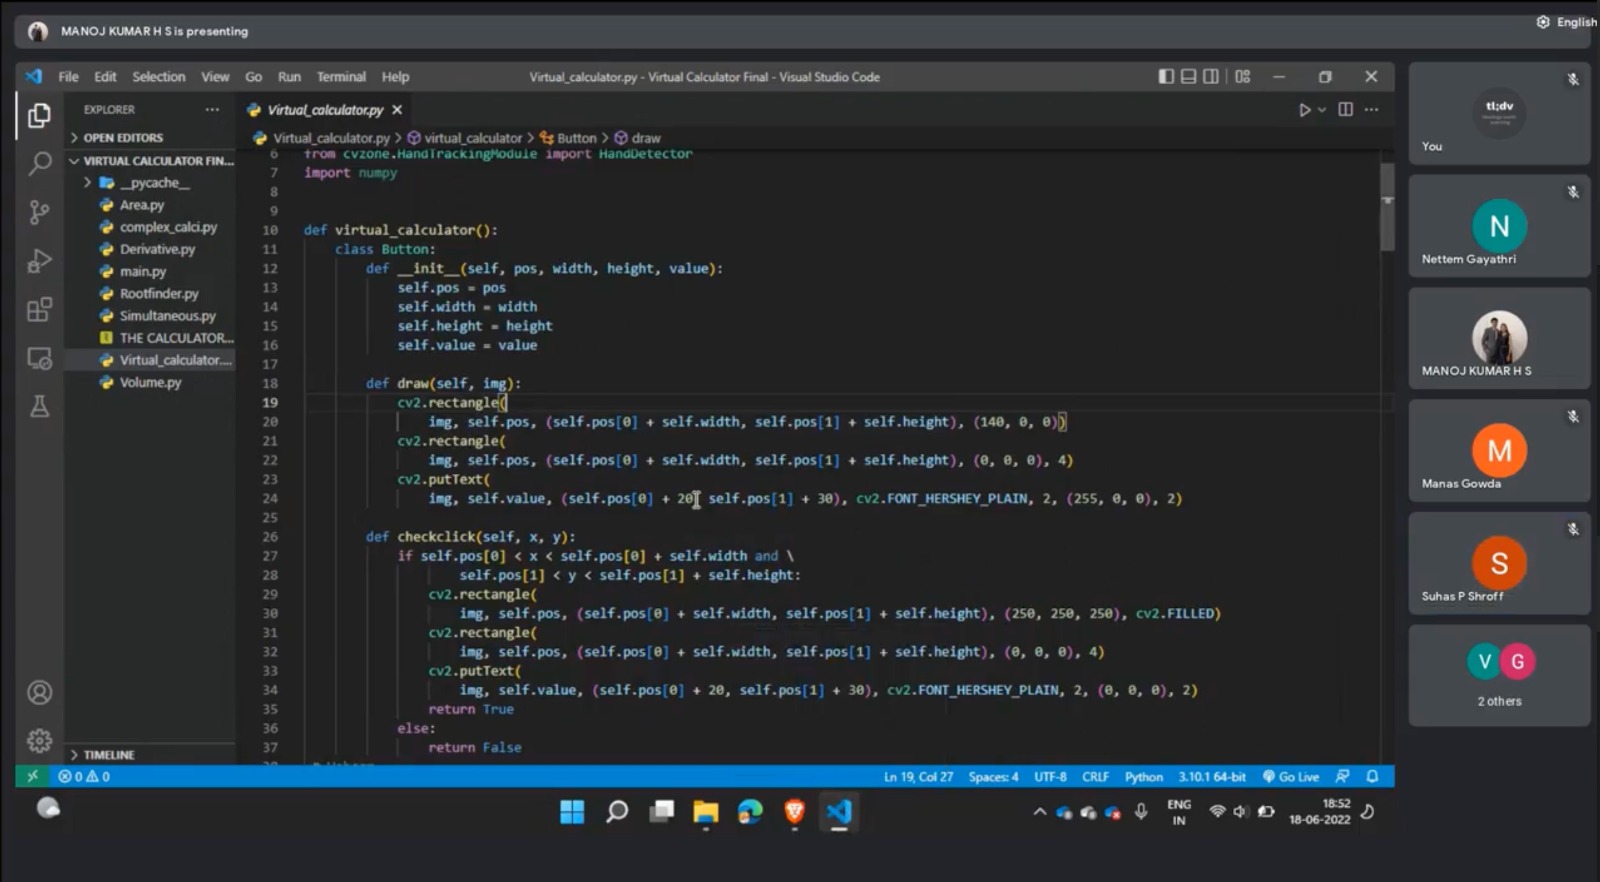 MANOJ KUMAR H S is presenting
English
File Edit Selection View Go Run Terminal Help
Virtual_calculator.py - Virtual Calculator Final - Visual Studio Code
EXPLORER
OPEN EDITORS
VIRTUAL CALCULATOR FIN...
__pycache__
Area.py
complex_calci.py
Derivative.py
main.py
Rootfinder.py
Simultaneous.py
THE CALCULATOR...
Virtual_calculator....
Volume.py
TIMELINE
Virtual_calculator.py
Virtual_calculator.py > virtual_calculator > Button > draw
6 from cvzone.HandTrackingModule import HandDetector
7 import numpy
8
9
10 def virtual_calculator():
11 class Button:
12 def __init__(self, pos, width, height, value):
13 self.pos = pos
14 self.width = width
15 self.height = height
16 self.value = value
17
18 def draw(self, img):
19 cv2.rectangle(
20 img, self.pos, (self.pos[0] + self.width, self.pos[1] + self.height), (140, 0, 0))
21 cv2.rectangle(
22 img, self.pos, (self.pos[0] + self.width, self.pos[1] + self.height), (0, 0, 0), 4)
23 cv2.putText(
24 img, self.value, (self.pos[0] + 20, self.pos[1] + 30), cv2.FONT_HERSHEY_PLAIN, 2, (255, 0, 0), 2)
25
26 def checkclick(self, x, y):
27 if self.pos[0] < x < self.pos[0] + self.width and \
28 self.pos[1] < y < self.pos[1] + self.height:
29 cv2.rectangle(
30 img, self.pos, (self.pos[0] + self.width, self.pos[1] + self.height), (250, 250, 250), cv2.FILLED)
31 cv2.rectangle(
32 img, self.pos, (self.pos[0] + self.width, self.pos[1] + self.height), (0, 0, 0), 4)
33 cv2.putText(
34 img, self.value, (self.pos[0] + 20, self.pos[1] + 30), cv2.FONT_HERSHEY_PLAIN, 2, (0, 0, 0), 2)
35 return True
36 else:
37 return False
0 0
Ln 19, Col 27 Spaces: 4 UTF-8 CRLF Python 3.10.1 64-bit Go Live
ENG
IN
18:52
18-06-2022
tl;dv
You
N
Nettem Gayathri
MANOJ KUMAR H S
M
Manas Gowda
S
Suhas P Shroff
V G
2 others